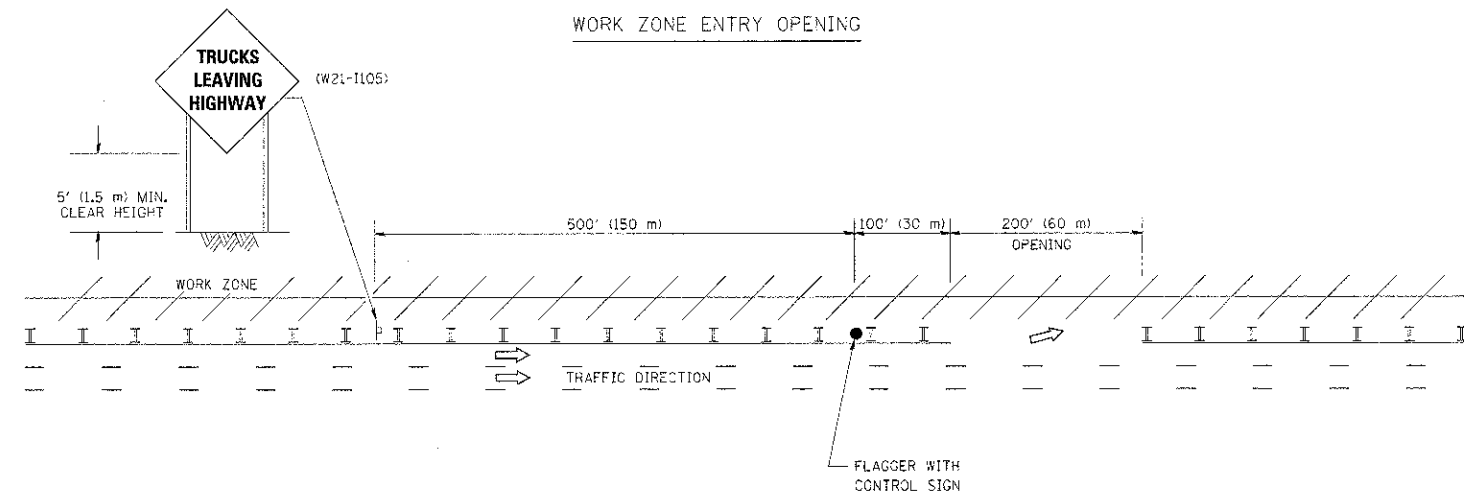 WORK ZONE ENTRY OPENING
TRUCKS
LEAVING
HIGHWAY
(W21-I105)
5' (1.5 m) MIN.
CLEAR HEIGHT
500' (150 m)
100' (30 m)
200' (60 m)
OPENING
WORK ZONE
TRAFFIC DIRECTION
FLAGGER WITH
CONTROL SIGN